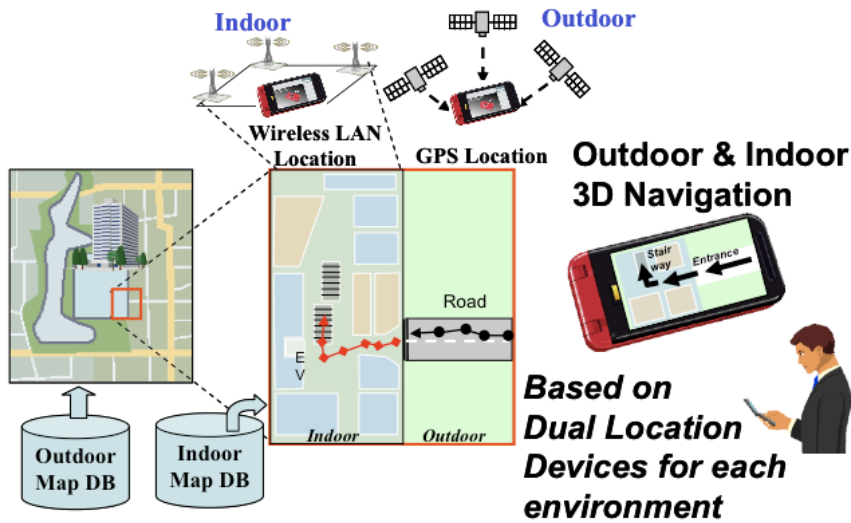 Indoor
Outdoor
Wireless LAN
Location
GPS Location
Outdoor & Indoor
3D Navigation
Stair
way
Entrance
Road
E
V
Indoor
Outdoor
Based on
Dual Location
Devices for each
environment
Outdoor
Map DB
Indoor
Map DB